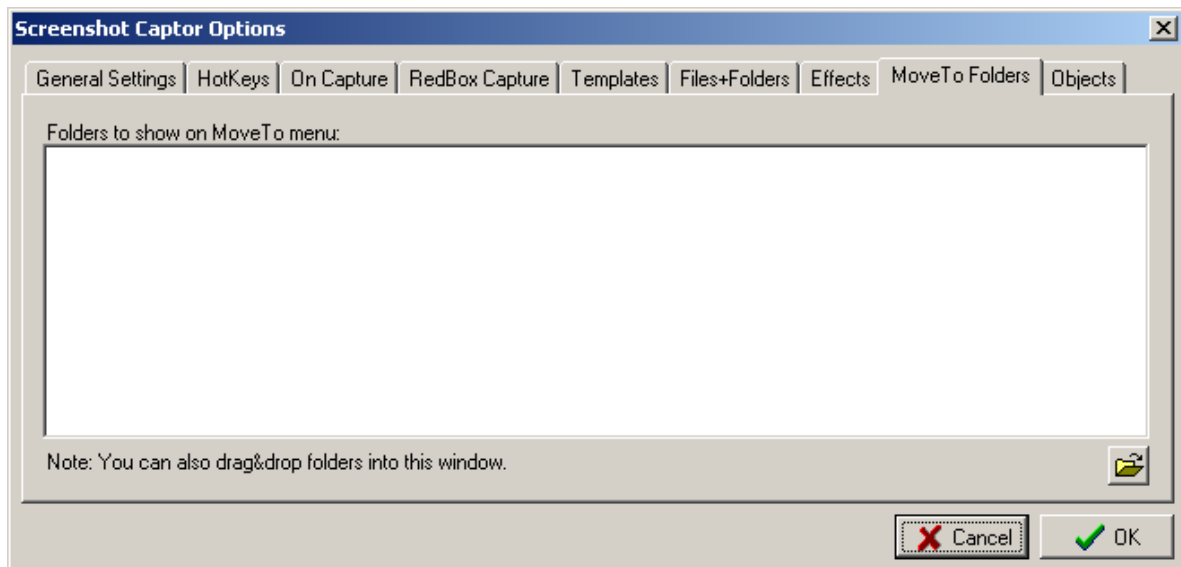 Screenshot Captor Options
General Settings HotKeys On Capture RedBox Capture Templates Files+Folders Effects MoveTo Folders Objects
Folders to show on MoveTo menu:
Note: You can also drag&drop folders into this window.
Cancel OK